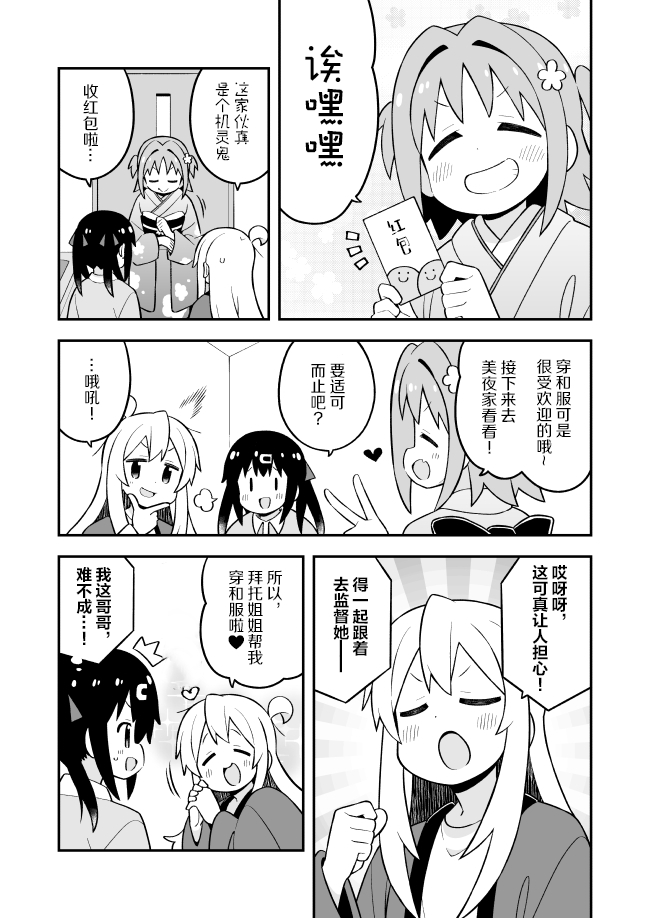 诶嘿嘿
红包
这家伙真
是个机灵鬼
收红包啦…
穿和服可是
很受欢迎的哦~
接下来去
美夜家看看！
要适可
而止吧？
…哦吼！
哎呀呀，
这可真让人担心！
得一起跟着
去监督她——
所以，
拜托姐姐帮我
穿和服啦♥
我这哥哥，
难不成…！